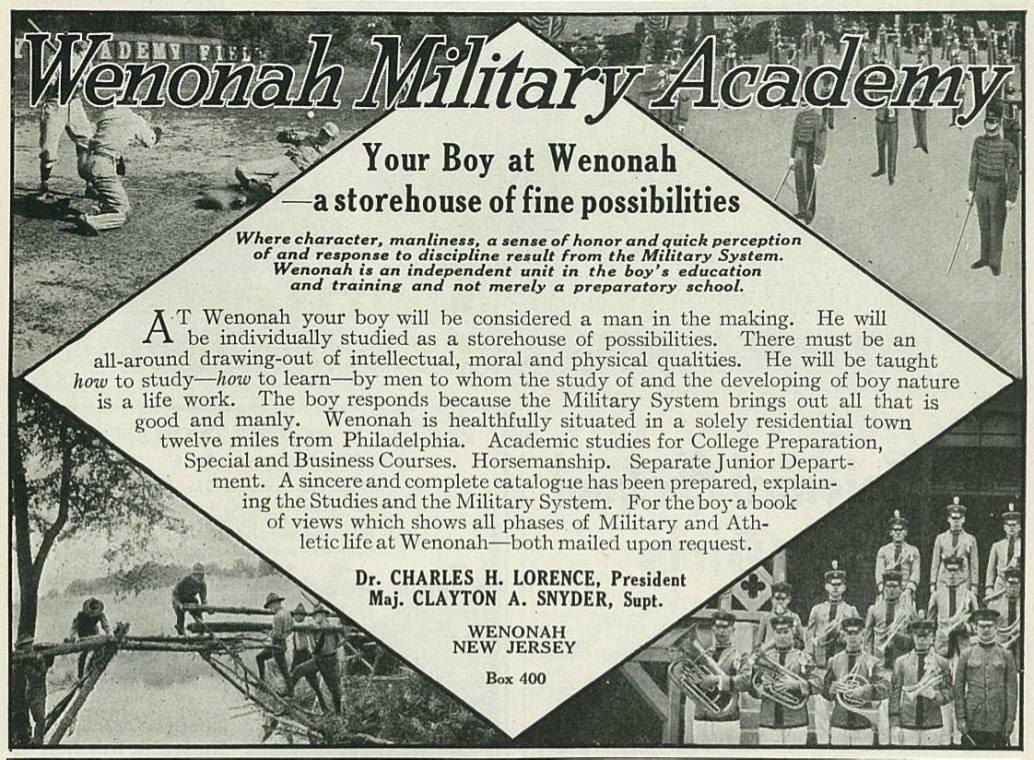 Wenonah Military Academy
ADEMY FIEL
Your Boy at Wenonah
—a storehouse of fine possibilities
Where character, manliness, a sense of honor and quick perception
of and response to discipline result from the Military System.
Wenonah is an independent unit in the boy's education
and training and not merely a preparatory school.
AT Wenonah your boy will be considered a man in the making. He will
be individually studied as a storehouse of possibilities. There must be an
all-around drawing-out of intellectual, moral and physical qualities. He will be taught
how to study—how to learn—by men to whom the study of and the developing of boy nature
is a life work. The boy responds because the Military System brings out all that is
good and manly. Wenonah is healthfully situated in a solely residential town
twelve miles from Philadelphia. Academic studies for College Preparation,
Special and Business Courses. Horsemanship. Separate Junior Depart-
ment. A sincere and complete catalogue has been prepared, explain-
ing the Studies and the Military System. For the boy a book
of views which shows all phases of Military and Ath-
letic life at Wenonah—both mailed upon request.
Dr. CHARLES H. LORENCE, President
Maj. CLAYTON A. SNYDER, Supt.
WENONAH
NEW JERSEY
Box 400